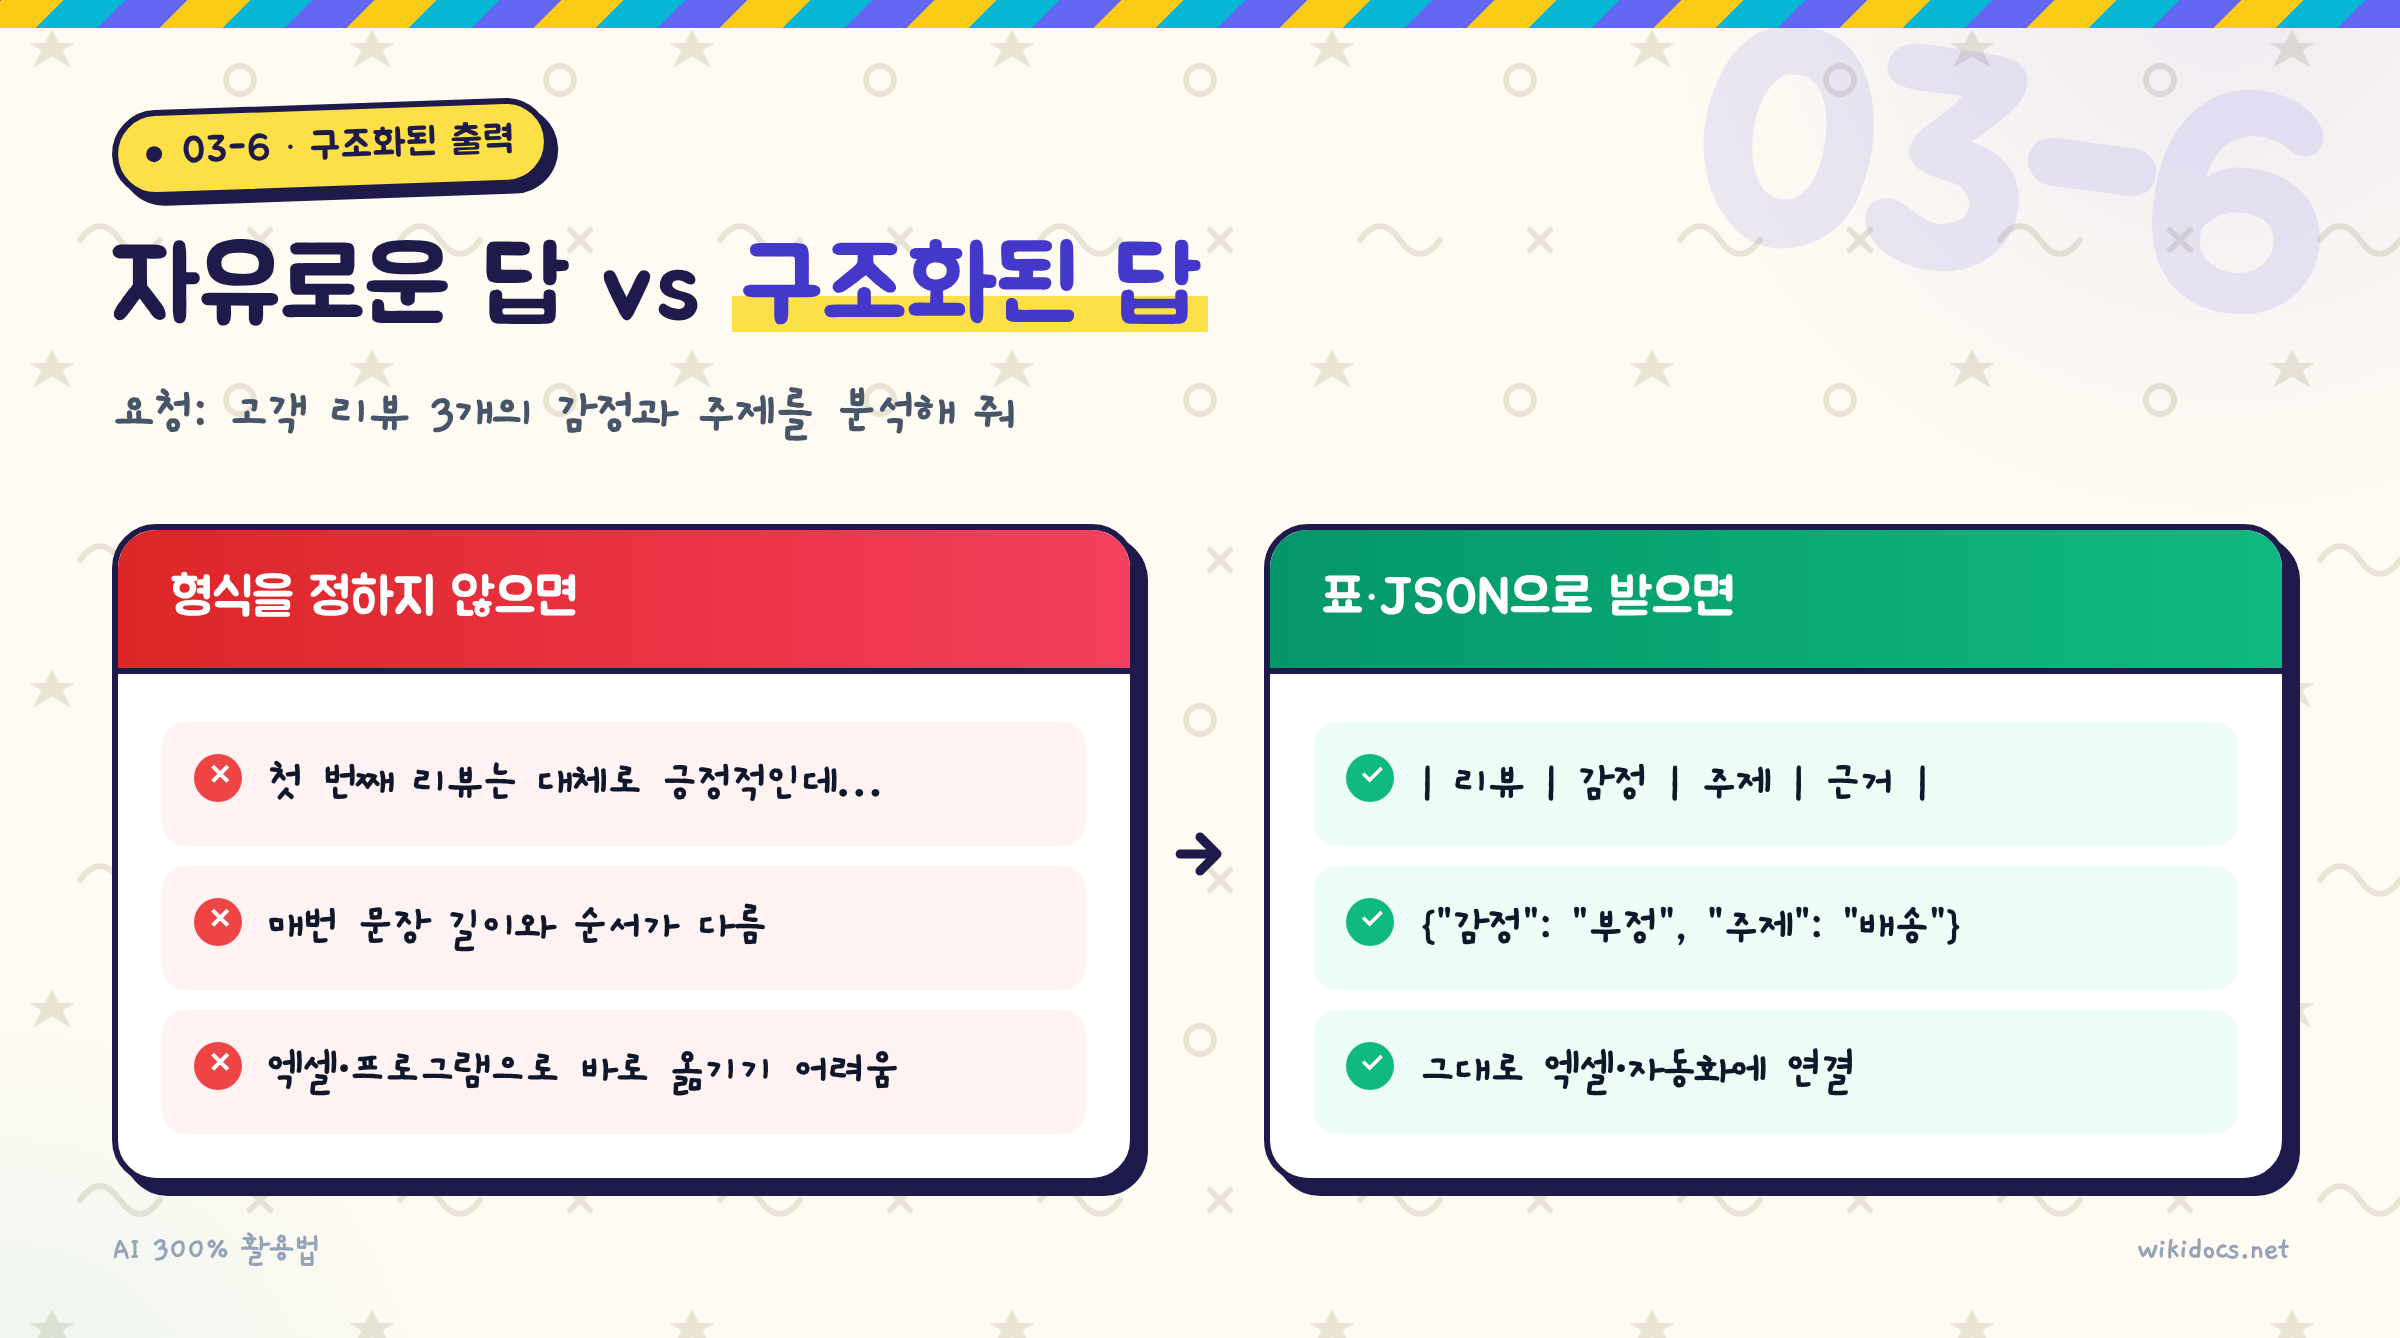 03-6
03-6 · 구조화된 출력
자유로운 답 vs 구조화된 답
요청: 고객 리뷰 3개의 감정과 주제를 분석해 줘
형식을 정하지 않으면
첫 번째 리뷰는 대체로 긍정적인데...
매번 문장 길이와 순서가 다름
엑셀·프로그램으로 바로 옮기기 어려움
→
표·JSON으로 받으면
| 리뷰 | 감정 | 주제 | 근거 |
{"감정": "부정", "주제": "배송"}
그대로 엑셀·자동화에 연결
AI 300% 활용법
wikidocs.net